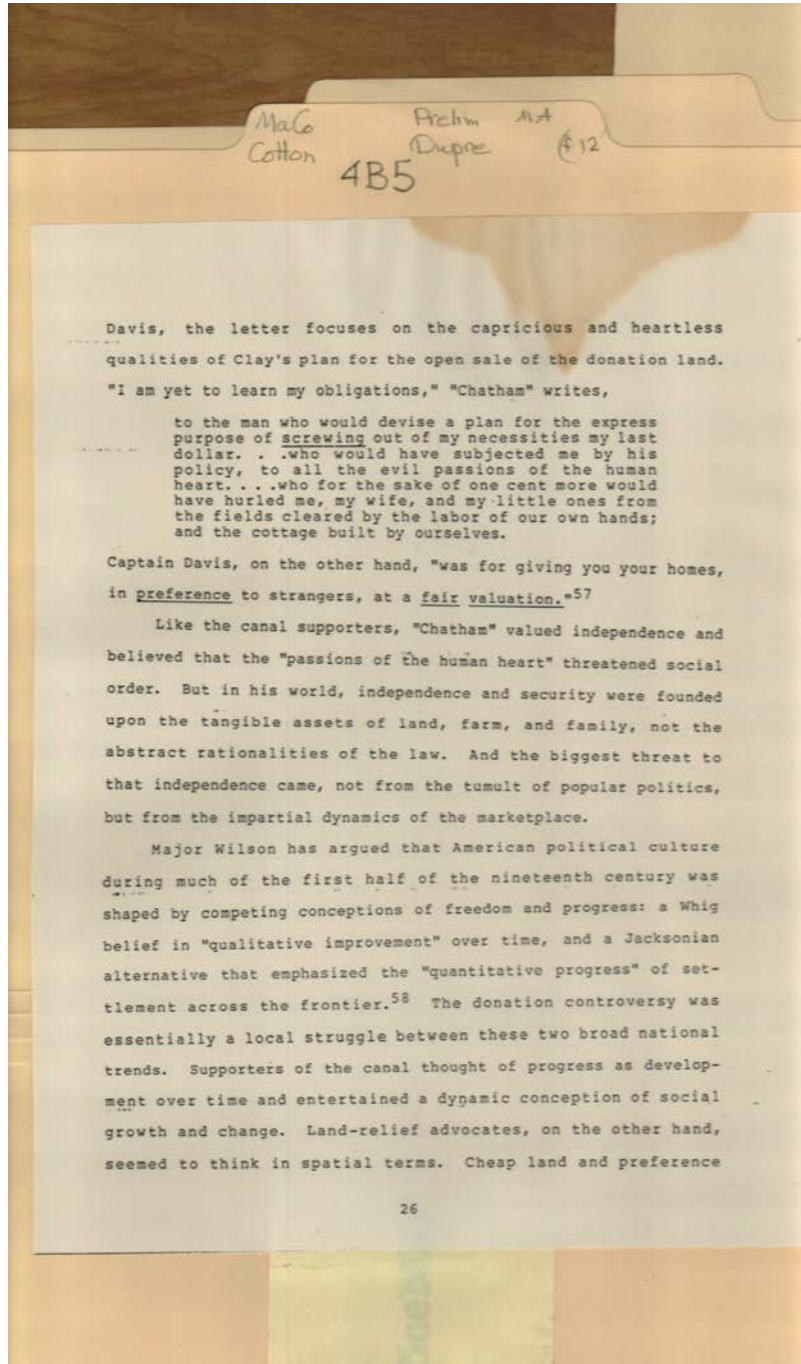 MaCo Prelim MA
Cotton Dupre $12
4B5
Davis, the letter focuses on the capricious and heartless
qualities of Clay's plan for the open sale of the donation land.
"I am yet to learn my obligations," "Chatham" writes,
to the man who would devise a plan for the express
purpose of screwing out of my necessities my last
dollar. . .who would have subjected me by his
policy, to all the evil passions of the human
heart. . . .who for the sake of one cent more would
have hurled me, my wife, and my little ones from
the fields cleared by the labor of our own hands;
and the cottage built by ourselves.
Captain Davis, on the other hand, "was for giving you your homes,
in preference to strangers, at a fair valuation."57
Like the canal supporters, "Chatham" valued independence and
believed that the "passions of the human heart" threatened social
order. But in his world, independence and security were founded
upon the tangible assets of land, farm, and family, not the
abstract rationalities of the law. And the biggest threat to
that independence came, not from the tumult of popular politics,
but from the impartial dynamics of the marketplace.
Major Wilson has argued that American political culture
during much of the first half of the nineteenth century was
shaped by competing conceptions of freedom and progress: a Whig
belief in "qualitative improvement" over time, and a Jacksonian
alternative that emphasized the "quantitative progress" of set-
tlement across the frontier.58 The donation controversy was
essentially a local struggle between these two broad national
trends. Supporters of the canal thought of progress as develop-
ment over time and entertained a dynamic conception of social
growth and change. Land-relief advocates, on the other hand,
seemed to think in spatial terms. Cheap land and preference
26